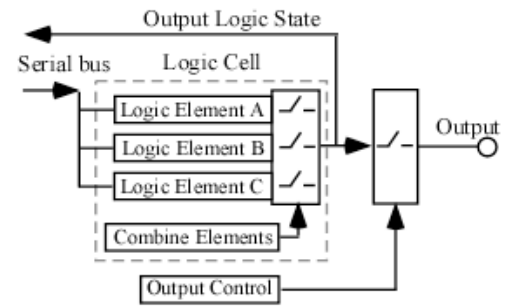 Output Logic State
Serial bus
Logic Cell
Logic Element A
Logic Element B
Logic Element C
Output
Combine Elements
Output Control